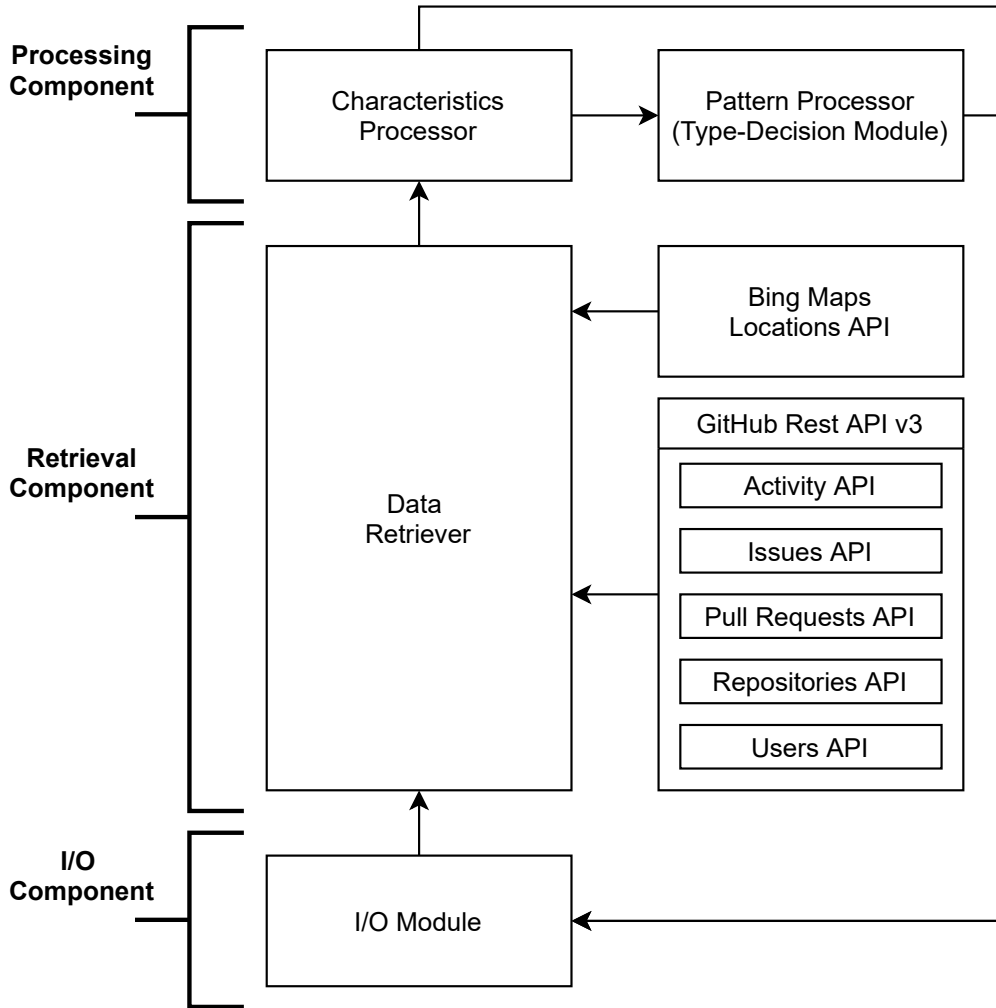 Processing
Component
Characteristics
Processor
Pattern Processor
(Type-Decision Module)
Retrieval
Component
Data
Retriever
Bing Maps
Locations API
GitHub Rest API v3
Activity API
Issues API
Pull Requests API
Repositories API
Users API
I/O
Component
I/O Module